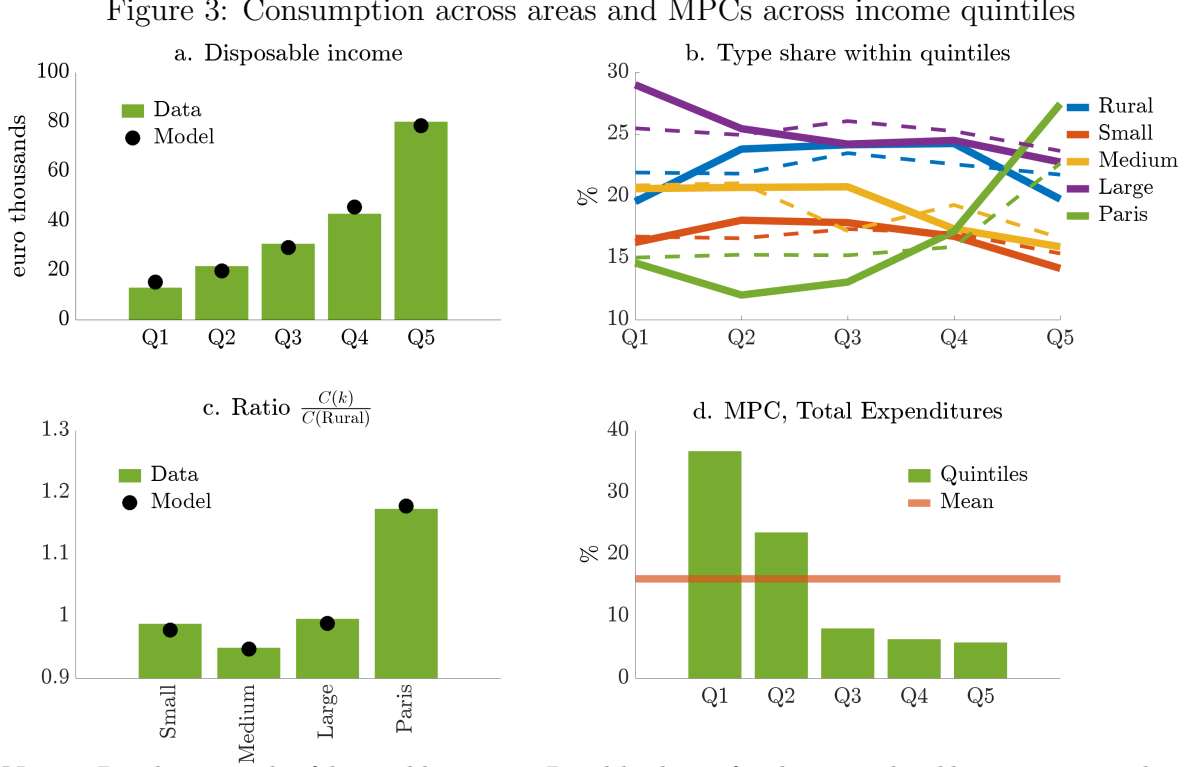 Figure 3: Consumption across areas and MPCs across income quintiles
a. Disposable income
euro thousands
100
80
60
40
20
0
Data
Model
Q1 Q2 Q3 Q4 Q5
b. Type share within quintiles
%
30
25
20
15
10
Rural
Small
Medium
Large
Paris
Q1 Q2 Q3 Q4 Q5
c. Ratio C(k)/C(Rural)
1.3
1.2
1.1
1
0.9
Data
Model
Small
Medium
Large
Paris
d. MPC, Total Expenditures
%
40
30
20
10
0
Quintiles
Mean
Q1 Q2 Q3 Q4 Q5